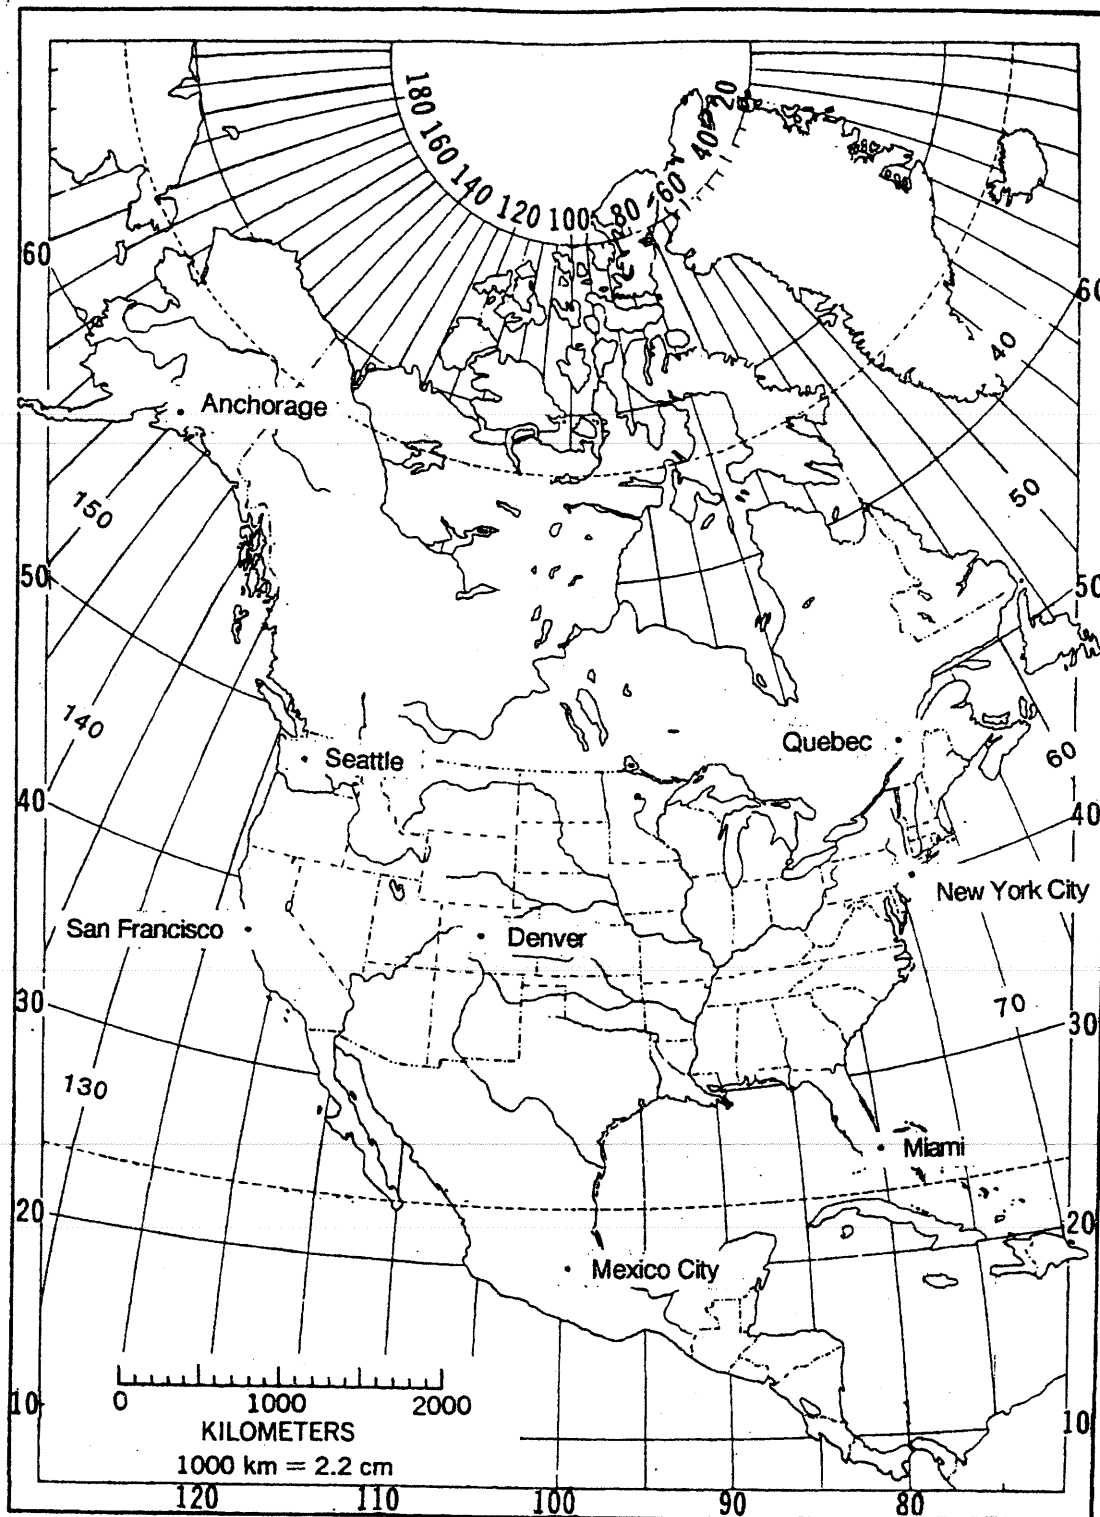 180
160
140
120
100
80
60
40
20
60
60
40
Anchorage
150
50
50
50
140
Seattle
Quebec
60
40
40
New York City
San Francisco
Denver
30
70
30
130
Miami
20
20
Mexico City
0 1000 2000
KILOMETERS
1000 km = 2.2 cm
10
10
120 110 100 90 80